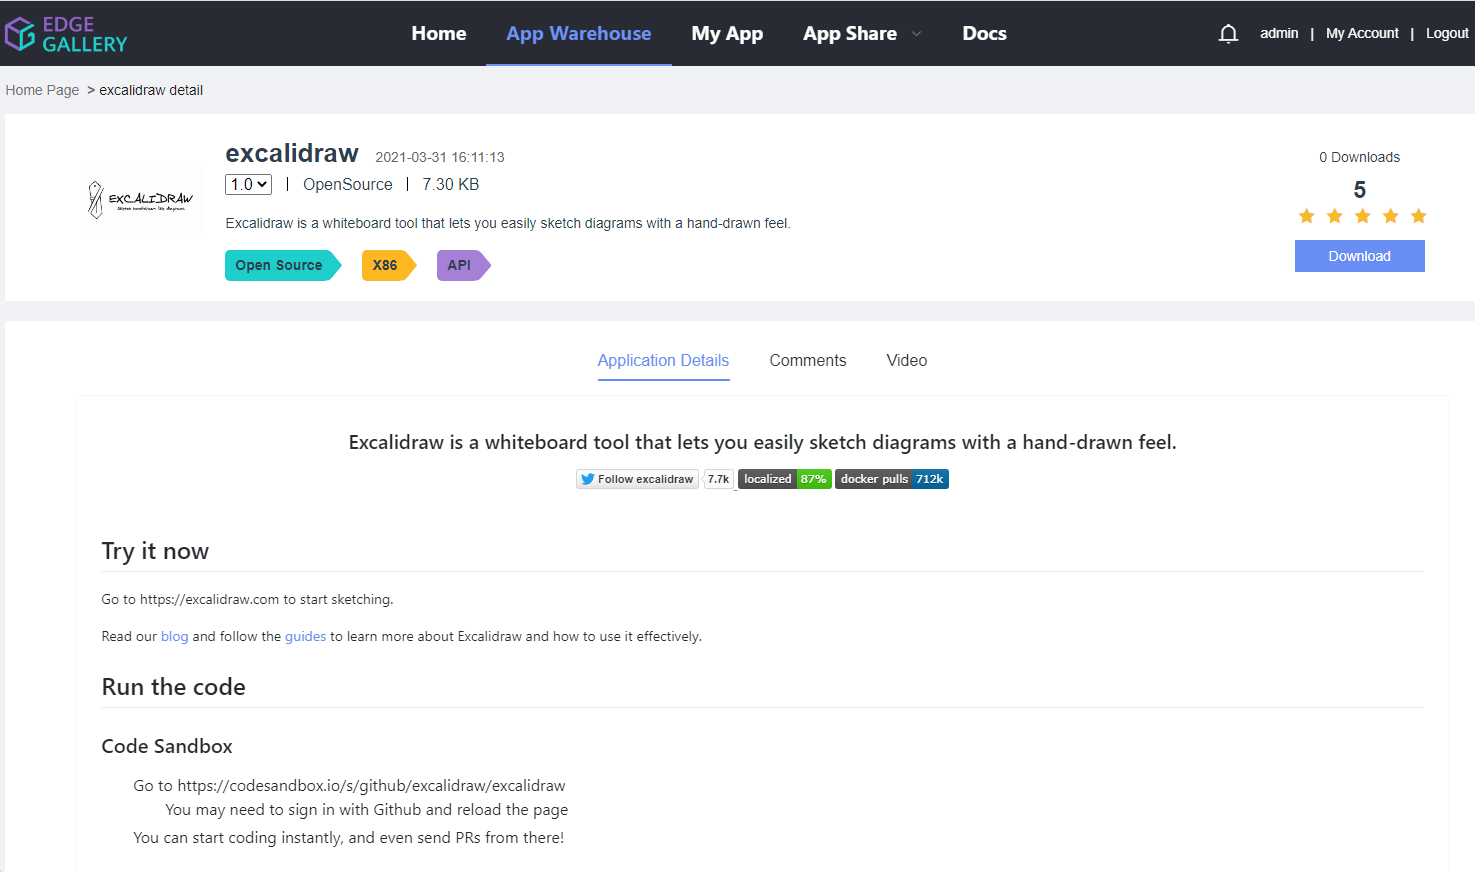 EDGE
GALLERY
Home
App Warehouse
My App
App Share
Docs
admin | My Account | Logout
Home Page > excalidraw detail
EXCALIDRAW
excalidraw 2021-03-31 16:11:13
1.0 | OpenSource | 7.30 KB
Excalidraw is a whiteboard tool that lets you easily sketch diagrams with a hand-drawn feel.
Open Source
X86
API
0 Downloads
5
Download
Application Details
Comments
Video
Excalidraw is a whiteboard tool that lets you easily sketch diagrams with a hand-drawn feel.
Follow excalidraw 7.7k localized 87% docker pulls 712k
Try it now
Go to https://excalidraw.com to start sketching.
Read our blog and follow the guides to learn more about Excalidraw and how to use it effectively.
Run the code
Code Sandbox
Go to https://codesandbox.io/s/github/excalidraw/excalidraw
You may need to sign in with Github and reload the page
You can start coding instantly, and even send PRs from there!